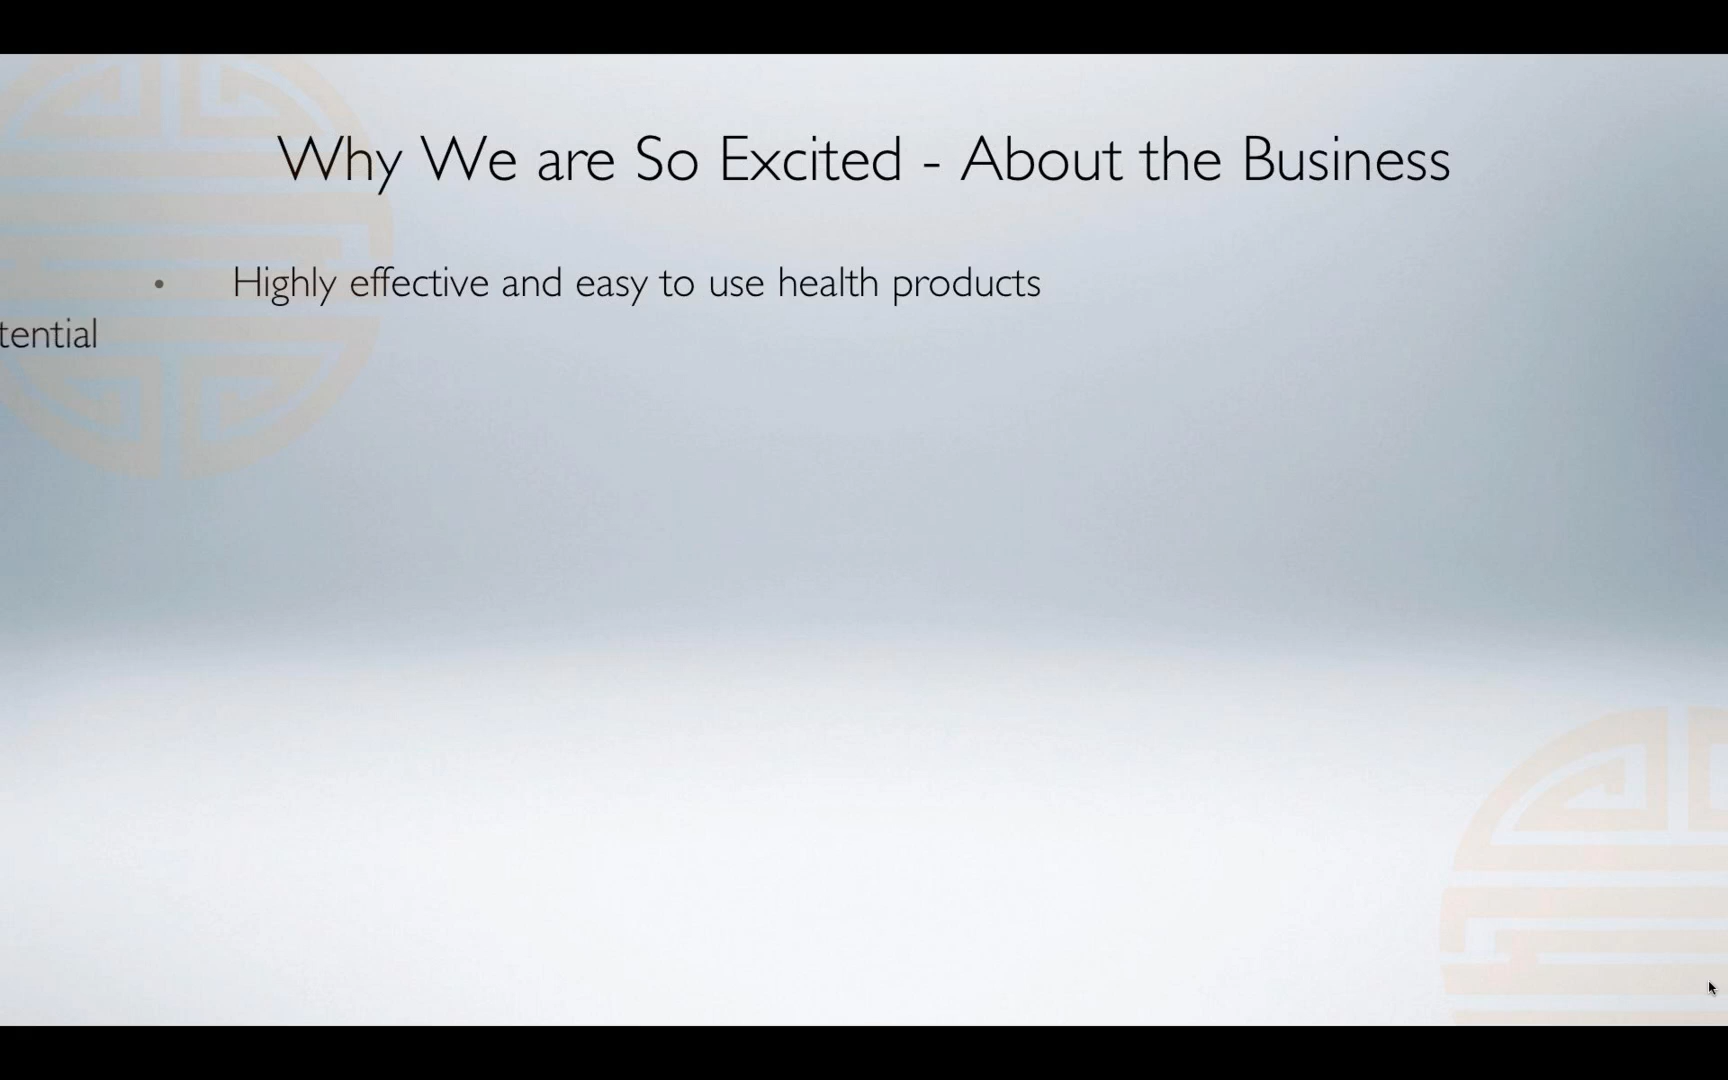 Why We are So Excited - About the Business
• Highly effective and easy to use health products
tential